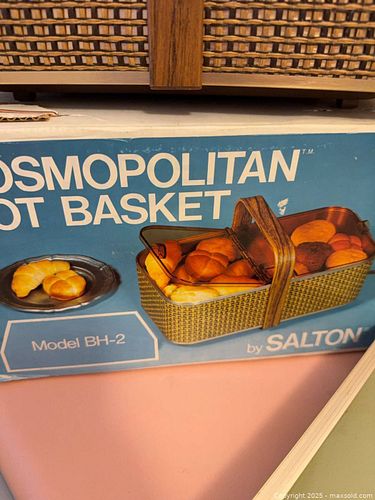 OSMOPOLITAN™
OT BASKET
Model BH-2
by SALTON
Copyright 2025 - maxsold.com